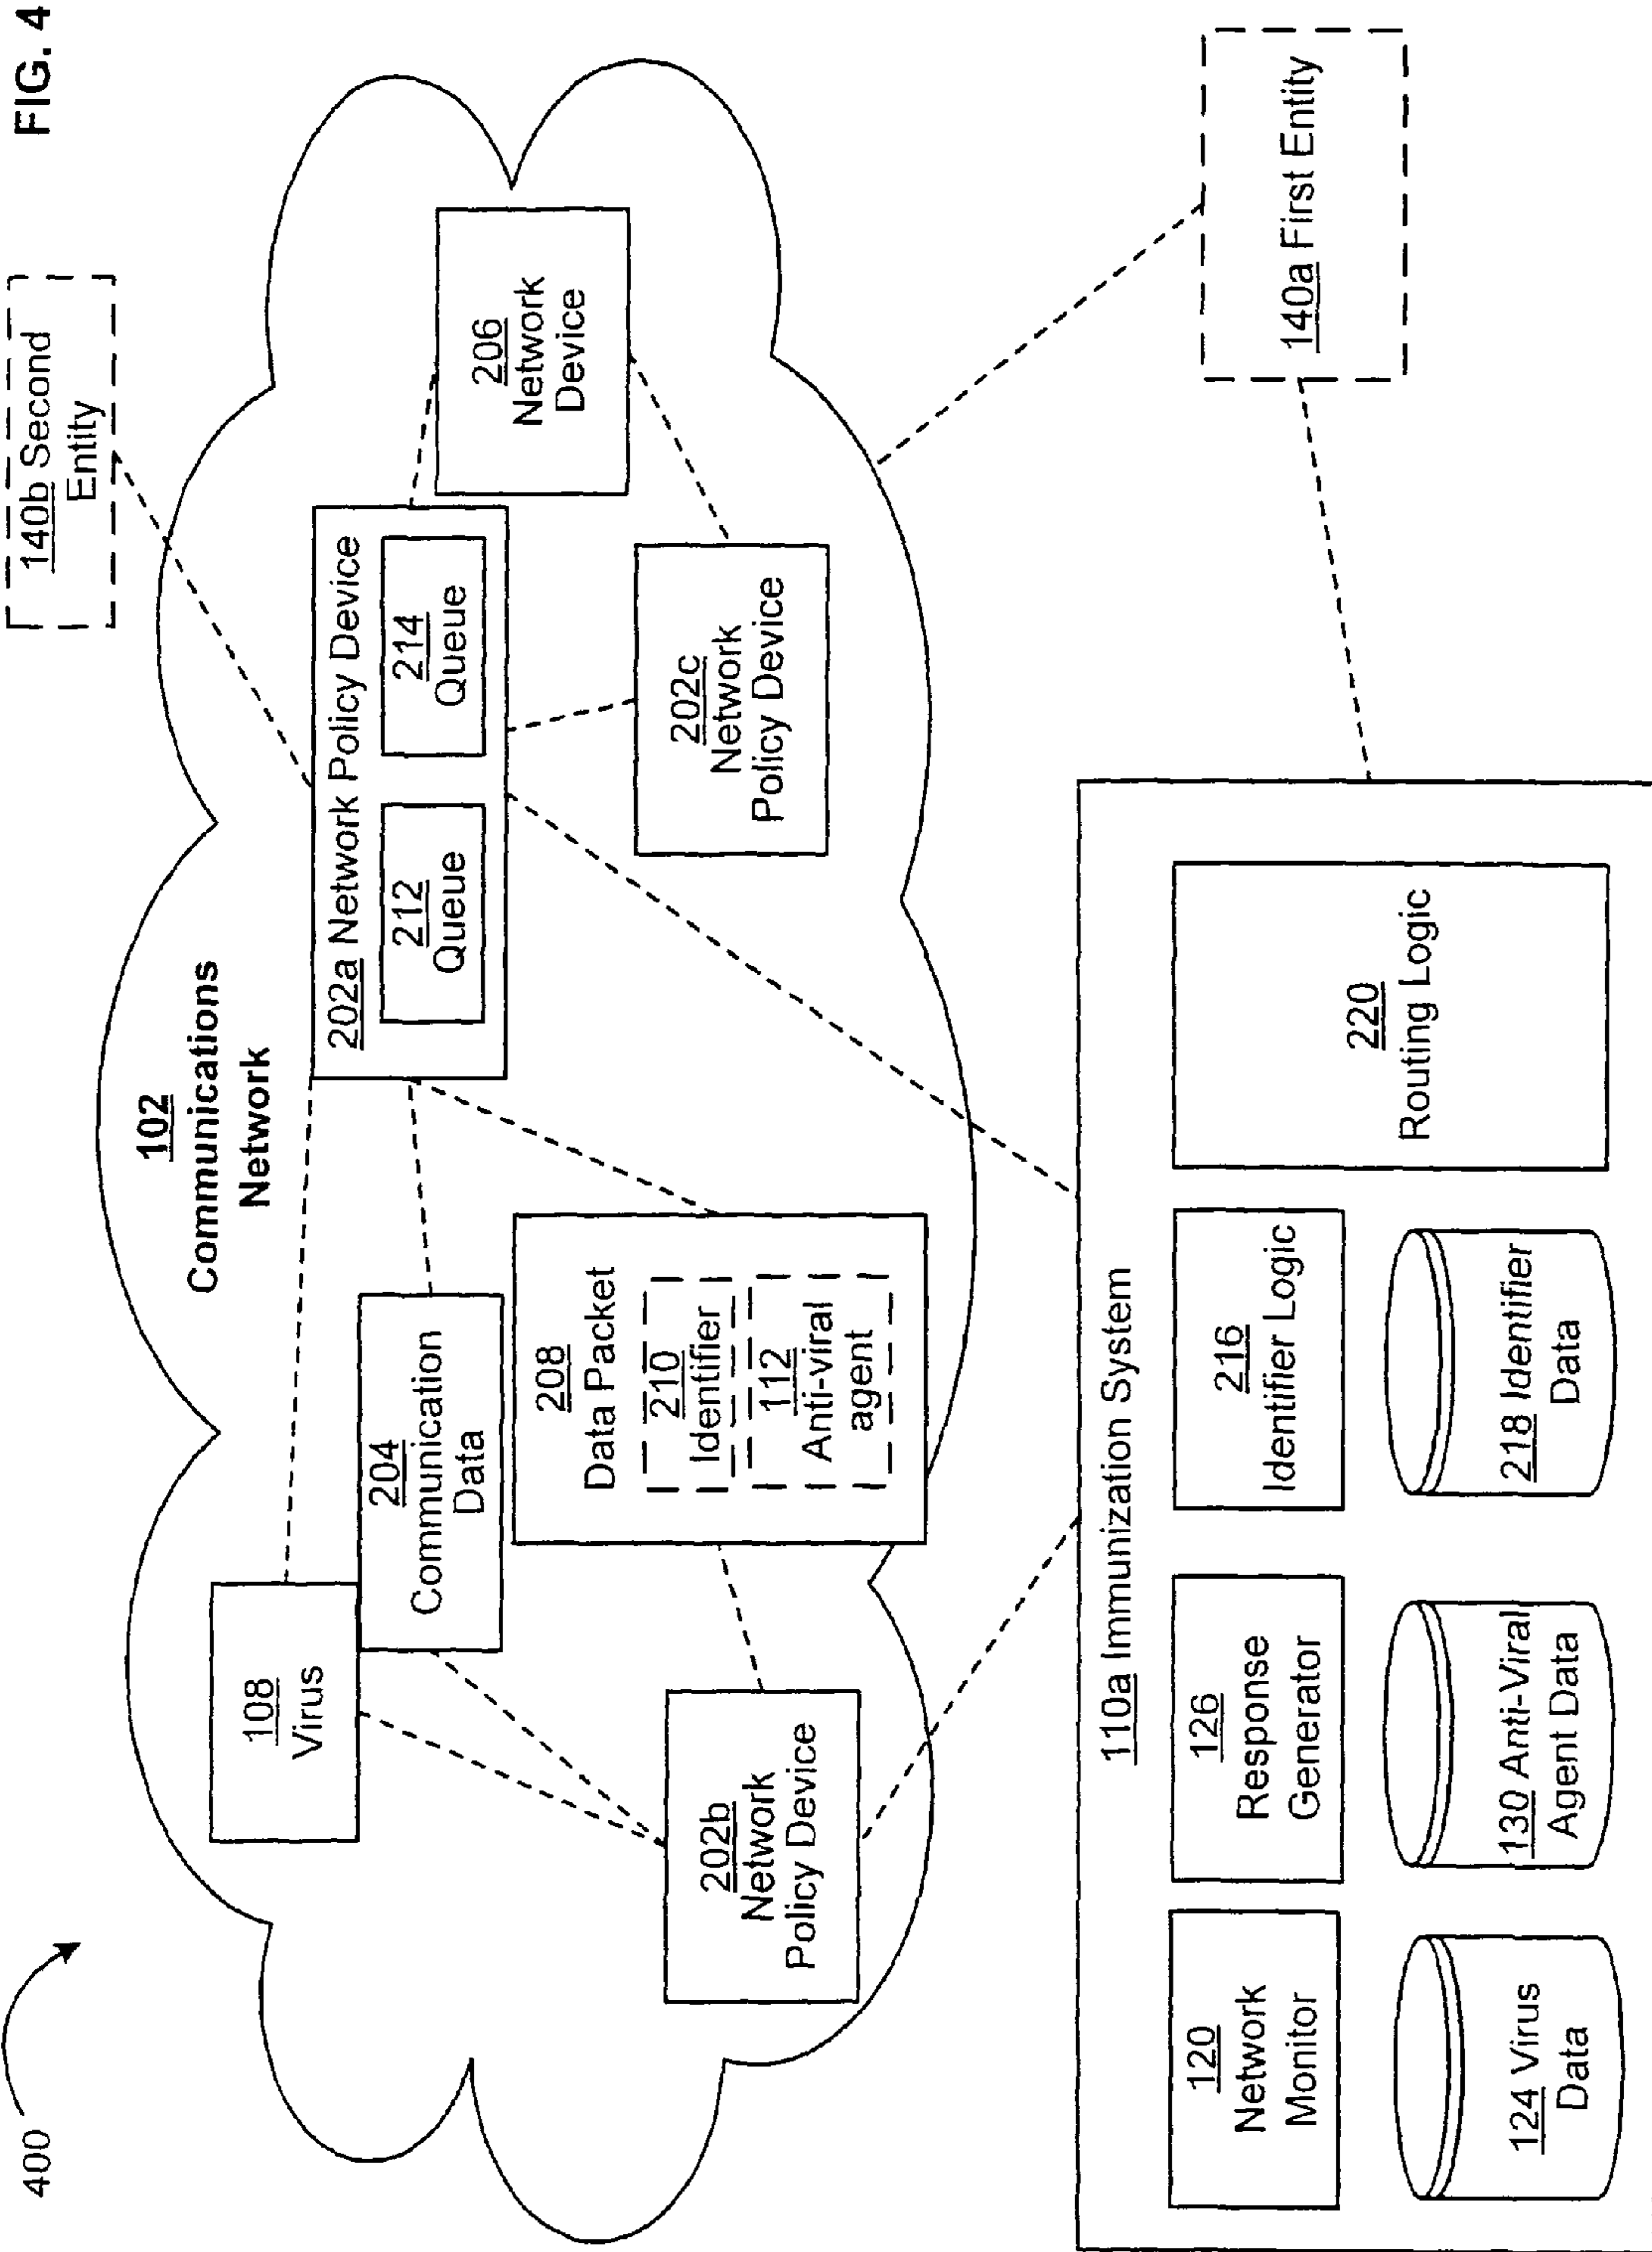 FIG. 4
400
140b Second
Entity
102
Communications
Network
108
Virus
204
Communication
Data
202a Network Policy Device
212
Queue
214
Queue
206
Network
Device
208
Data Packet
210
Identifier
112
Anti-viral
agent
202b
Network
Policy Device
202c
Network
Policy Device
140a First Entity
110a Immunization System
120
Network
Monitor
126
Response
Generator
216
Identifier Logic
220
Routing Logic
124 Virus
Data
130 Anti-Viral
Agent Data
218 Identifier
Data